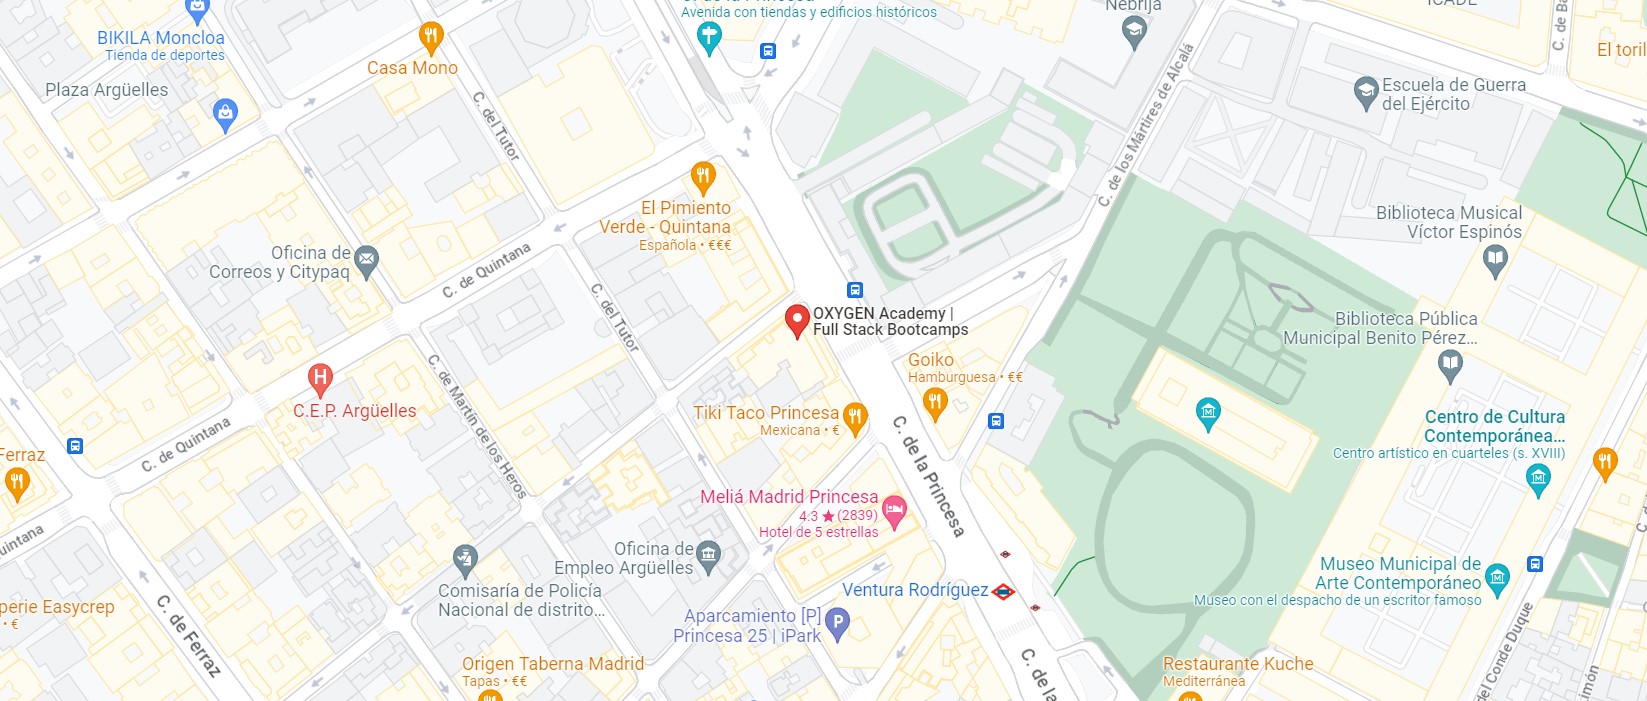 BIKILA Moncloa
Tienda de deportes
Plaza Argüelles
Casa Mono
C. del Tutor
Avenida con tiendas y edificios históricos
Nebrija
ICADE
El toril
Escuela de Guerra
del Ejército
C. de los Mártires de Alcalá
El Pimiento
Verde - Quintana
Española • €€€
Oficina de
Correos y Citypaq
C. de Quintana
C. del Tutor
Biblioteca Musical
Víctor Espinós
OXYGEN Academy |
Full Stack Bootcamps
Biblioteca Pública
Municipal Benito Pérez...
Goiko
Hamburguesa • €€
H
C.E.P. Argüelles
C. de Martín de los Heros
Tiki Taco Princesa
Mexicana • €
C. de la Princesa
Centro de Cultura
Contemporánea...
Centro artístico en cuarteles (s. XVIII)
C. de Quintana
Ferraz
Meliá Madrid Princesa
4.3 ★ (2839)
Hotel de 5 estrellas
uintana
Oficina de
Empleo Argüelles
Comisaría de Policía
Nacional de distrito...
Ventura Rodríguez
Museo Municipal de
Arte Contemporáneo
Museo con el despacho de un escritor famoso
perie Easycrep
• €
C. de Ferraz
Aparcamiento [P]
Princesa 25 | iPark
P
Origen Taberna Madrid
Tapas • €€
C. de la
Restaurante Kuche
Mediterránea
del Conde Duque